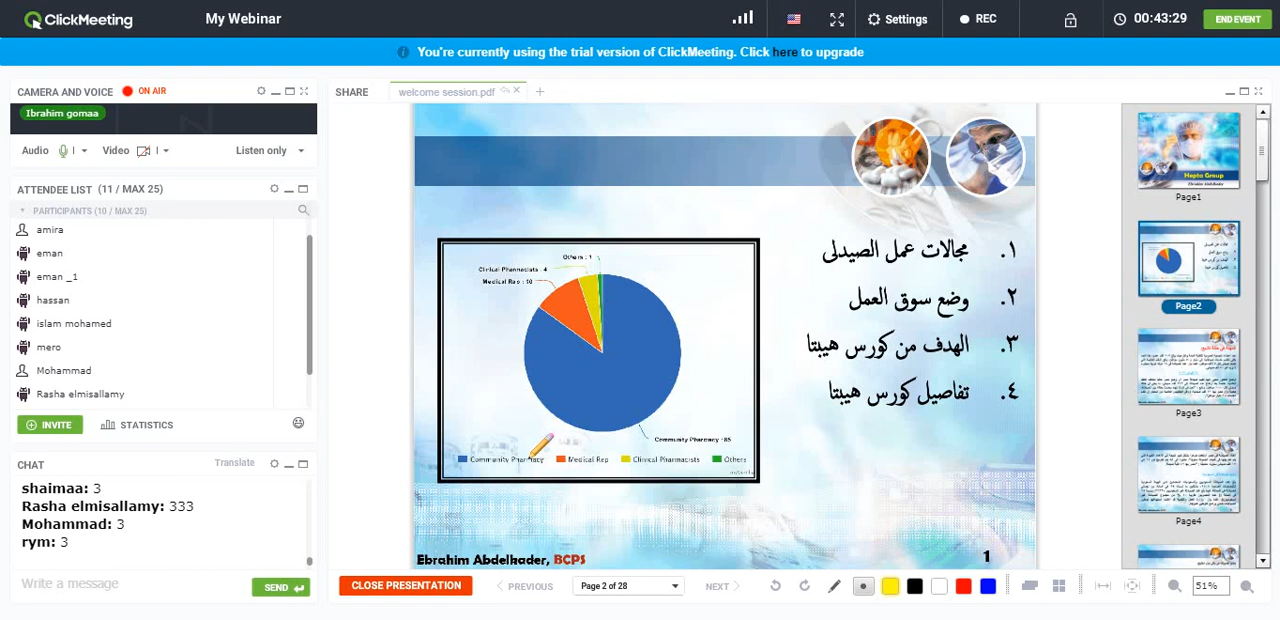 ClickMeeting
My Webinar
Settings
REC
00:43:29
END EVENT
You're currently using the trial version of ClickMeeting. Click here to upgrade
CAMERA AND VOICE
ON AIR
Ibrahim gomaa
Audio
Video
Listen only
ATTENDEE LIST (11 / MAX 25)
PARTICIPANTS (10 / MAX 25)
amira
eman
eman _1
hassan
islam mohamed
mero
Mohammad
Rasha elmisallamy
INVITE
STATISTICS
CHAT
Translate
shaimaa: 3
Rasha elmisallamy: 333
Mohammad: 3
rym: 3
Write a message
SEND
SHARE
welcome session.pdf
Others : 1
Clinical Pharmacists : 4
Medical Rep : 10
Community Pharmacy : 85
Community Pharmacy
Medical Rep
Clinical Pharmacists
Others
١. مجالات عمل الصيدلى
٢. وضع سوق العمل
٣. الهدف من كورس هيبتا
٤. تفاصيل كورس هيبتا
Ebrahim Abdelkader, BCPS
1
Hepta Group
Ebrahim Abdelkader
Page1
Page2
Page3
Page4
CLOSE PRESENTATION
PREVIOUS
Page 2 of 28
NEXT
51%